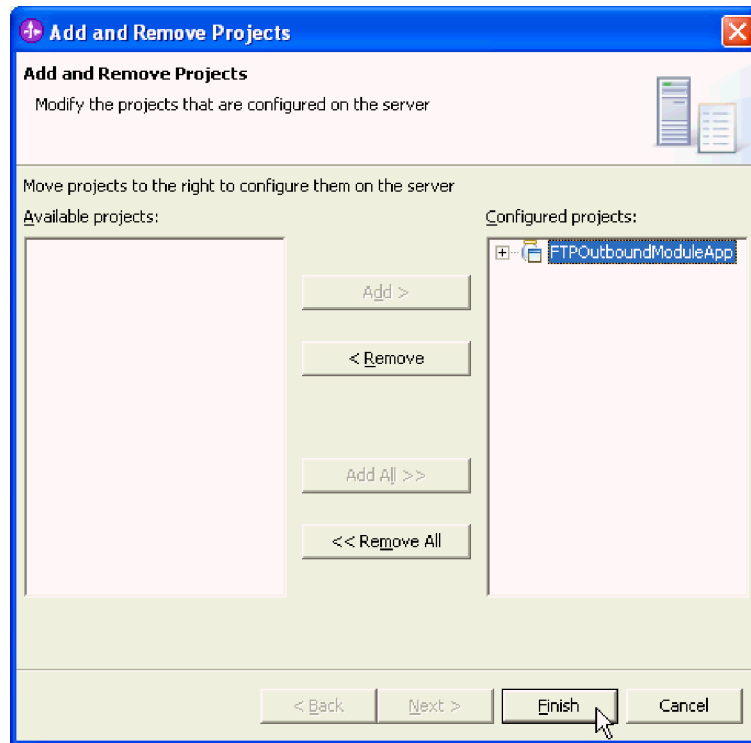 Add and Remove Projects
Add and Remove Projects
Modify the projects that are configured on the server
Move projects to the right to configure them on the server
Available projects:
Configured projects:
FTPOutboundModuleApp
Add >
< Remove
Add All >>
<< Remove All
< Back
Next >
Finish
Cancel